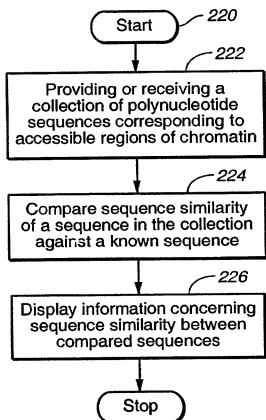 Start
220
222
Providing or receiving a
collection of polynucleotide
sequences corresponding to
accessible regions of chromatin
224
Compare sequence similarity
of a sequence in the collection
against a known sequence
226
Display information concerning
sequence similarity between
compared sequences
Stop